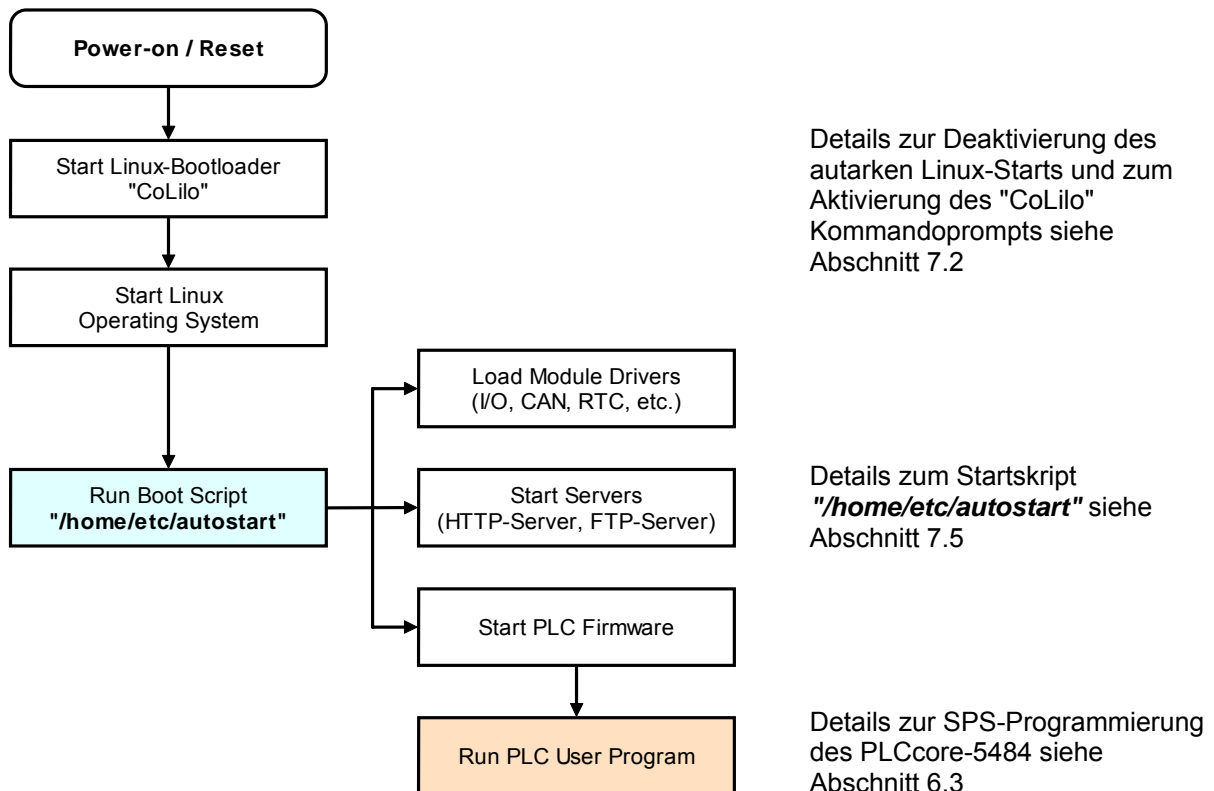 Power-on / Reset
Start Linux-Bootloader
"CoLilo"
Details zur Deaktivierung des
autarken Linux-Starts und zum
Aktivierung des "CoLilo"
Kommandoprompts siehe
Abschnitt 7.2
Start Linux
Operating System
Load Module Drivers
(I/O, CAN, RTC, etc.)
Run Boot Script
"/home/etc/autostart"
Start Servers
(HTTP-Server, FTP-Server)
Details zum Startskript
"/home/etc/autostart" siehe
Abschnitt 7.5
Start PLC Firmware
Run PLC User Program
Details zur SPS-Programmierung
des PLCcore-5484 siehe
Abschnitt 6.3